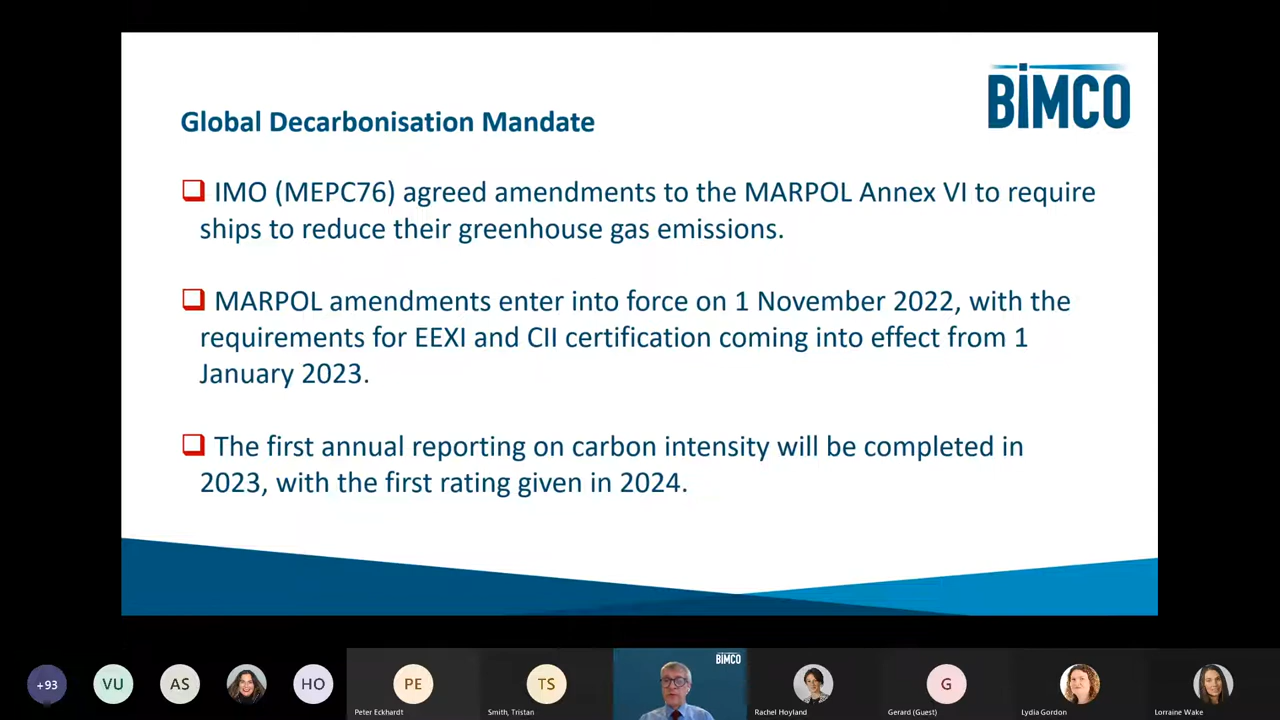 BIMCO
Global Decarbonisation Mandate
IMO (MEPC76) agreed amendments to the MARPOL Annex VI to require
ships to reduce their greenhouse gas emissions.
MARPOL amendments enter into force on 1 November 2022, with the
requirements for EEXI and CII certification coming into effect from 1
January 2023.
The first annual reporting on carbon intensity will be completed in
2023, with the first rating given in 2024.
+93
VU
AS
HO
PE
Peter Eckhardt
TS
Smith, Tristan
BIMCO
Rachel Hoyland
G
Gerard (Guest)
Lydia Gordon
Lorraine Wake